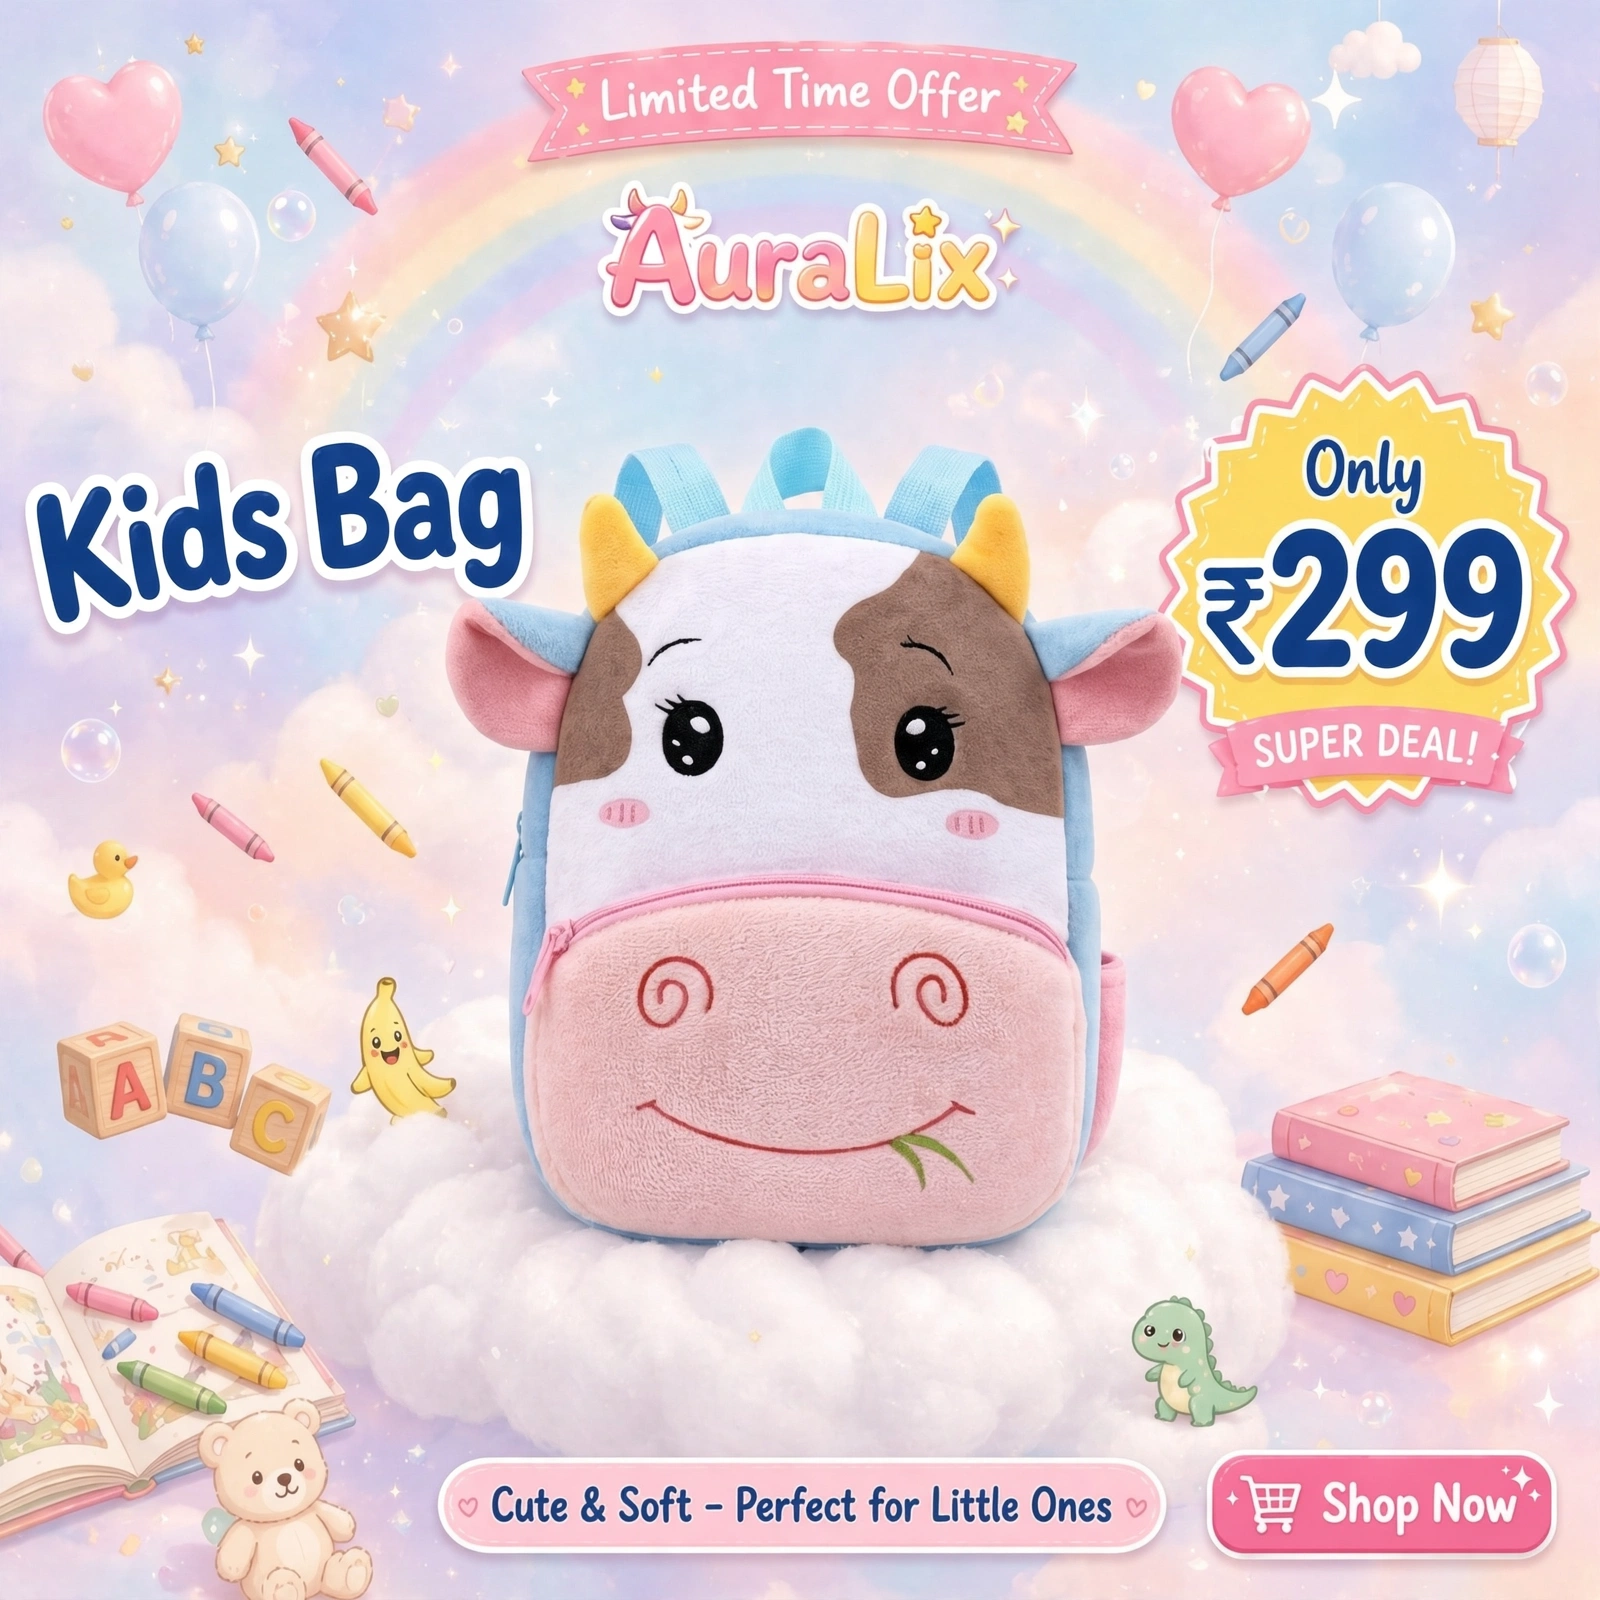 Limited Time Offer
AuraLix
Kids Bag
Only
₹299
SUPER DEAL!
A B C
Cute & Soft – Perfect for Little Ones
Shop Now